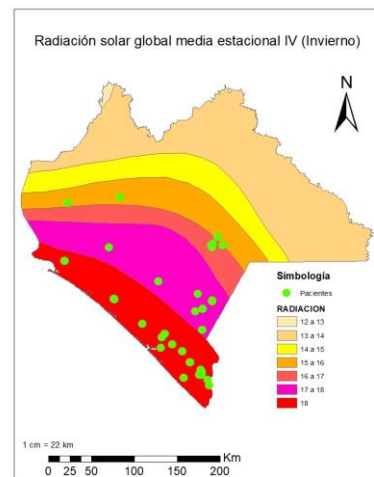 Radiación solar global media estacional IV (Invierno)
N
Simbología
Pacientes
RADIACION
12 a 13
13 a 14
14 a 15
15 a 16
16 a 17
17 a 18
18
1 cm = 22 km
Km
0 25 50 100 150 200